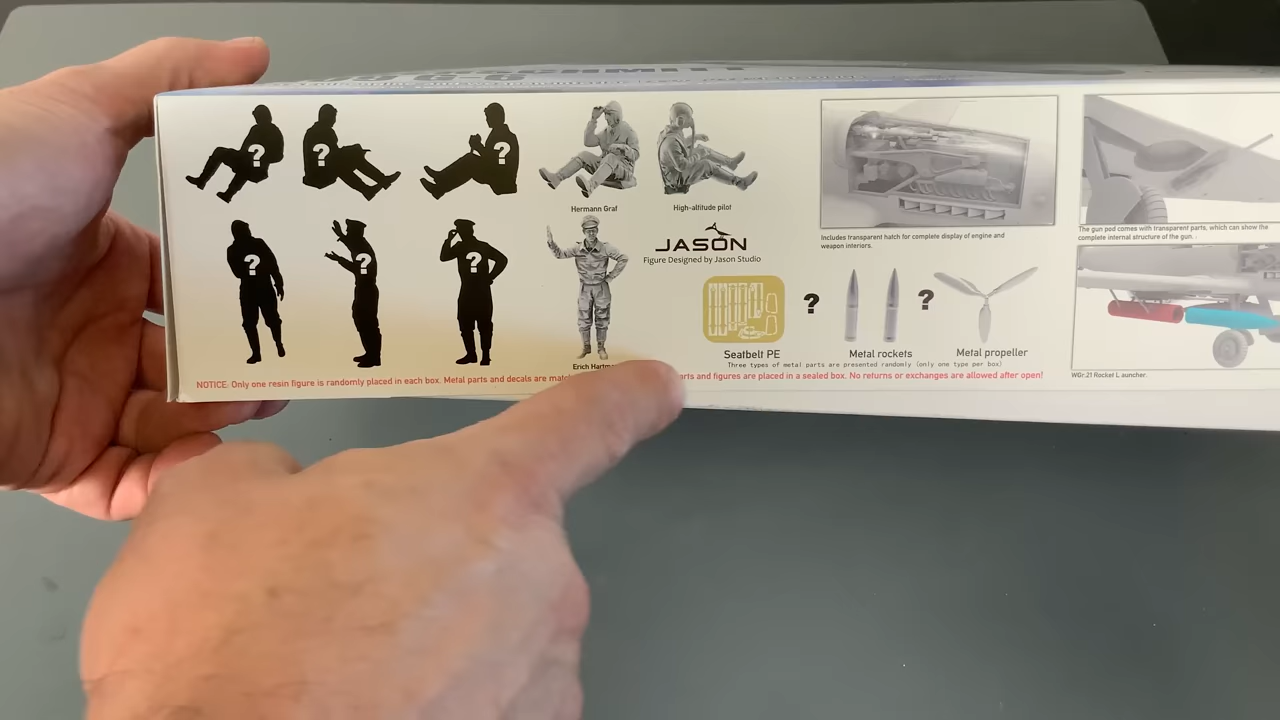 ? ? ?
Hermann Graf
High-altitude pilot
? ? ?
JASON
Figure Designed by Jason Studio
Includes transparent hatch for complete display of engine and
weapon interiors.
The gun pod comes with transparent parts, which can show the
complete internal structure of the gun. .
? ?
Seatbelt PE
Metal rockets
Metal propeller
Three types of metal parts are presented randomly (only one type per box)
Erich
WGr.21 Rocket L auncher.
NOTICE: Only one resin figure is randomly placed in each box. Metal parts and decals are
and figures are placed in a sealed box. No returns or exchanges are allowed after open!